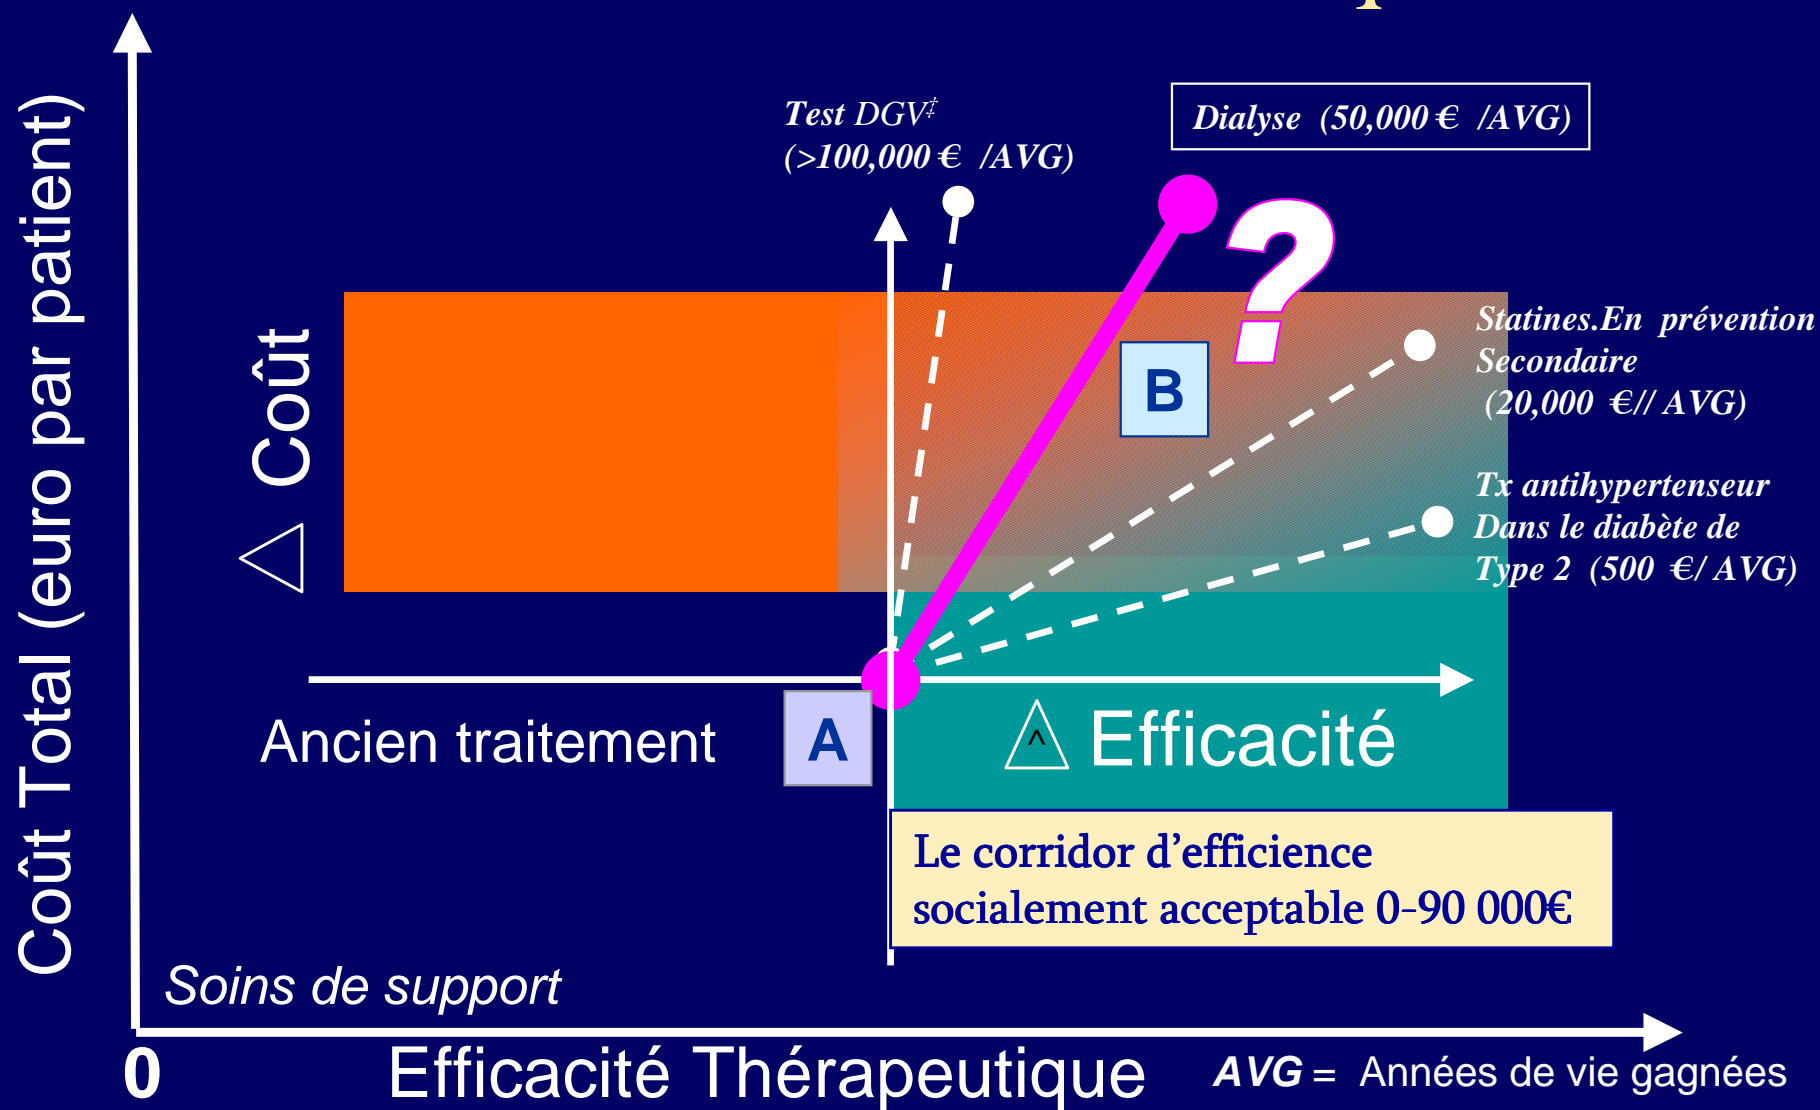 Coût Total (euro par patient)
Test DGV‡
(>100,000 € /AVG)
Dialyse (50,000 € /AVG)
?
Δ Coût
B
Statines.En prévention
Secondaire
(20,000 €// AVG)
Tx antihypertenseur
Dans le diabète de
Type 2 (500 €/ AVG)
Ancien traitement
A
^ Efficacité
Le corridor d’efficience
socialement acceptable 0-90 000€
Soins de support
0
Efficacité Thérapeutique
AVG = Années de vie gagnées